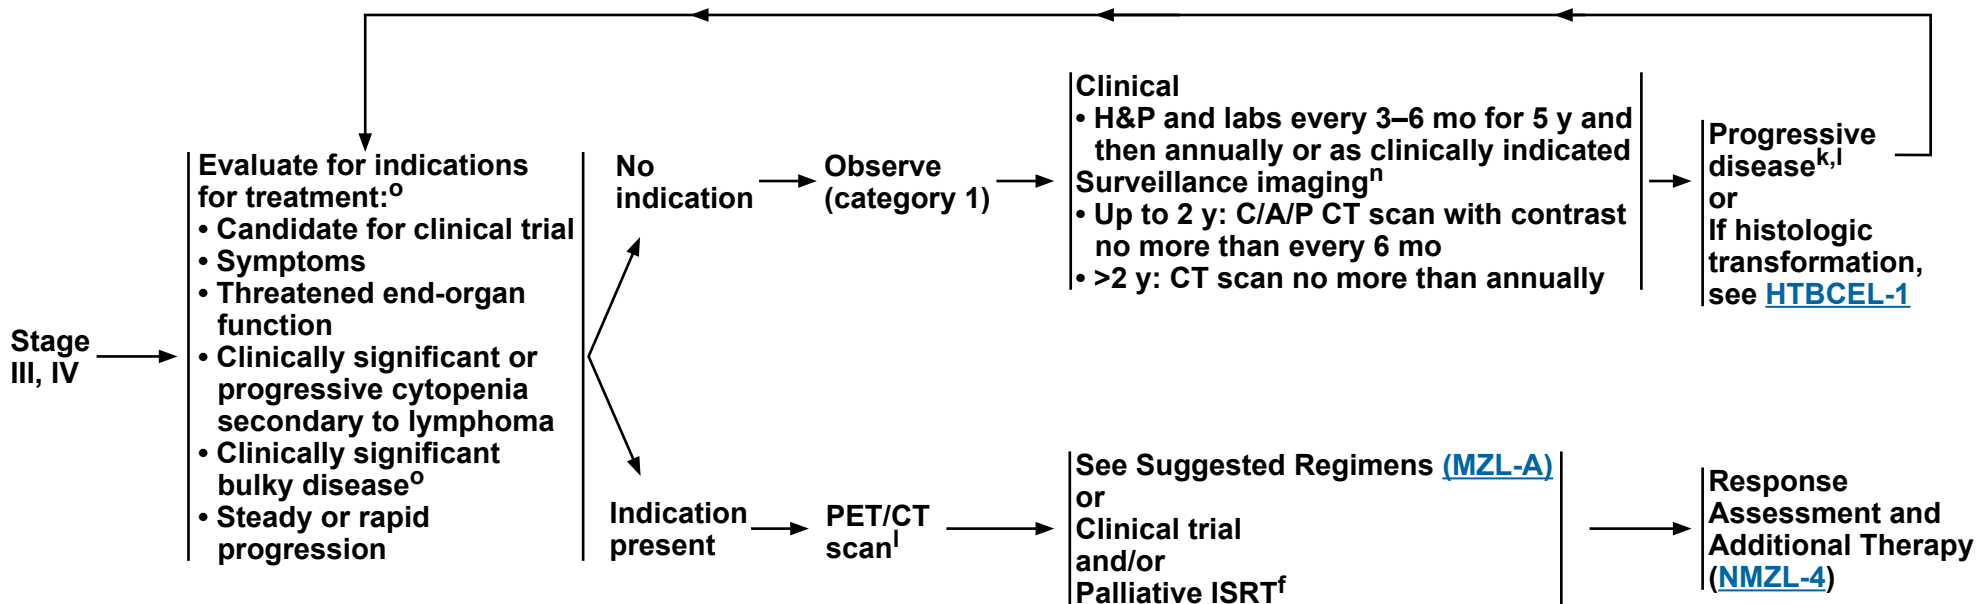 Stage
III, IV
Evaluate for indications
for treatment:o
• Candidate for clinical trial
• Symptoms
• Threatened end-organ
function
• Clinically significant or
progressive cytopenia
secondary to lymphoma
• Clinically significant
bulky diseaseo
• Steady or rapid
progression
No
indication
Observe
(category 1)
Clinical
• H&P and labs every 3–6 mo for 5 y and
then annually or as clinically indicated
Surveillance imagingn
• Up to 2 y: C/A/P CT scan with contrast
no more than every 6 mo
• >2 y: CT scan no more than annually
Progressive
diseasek,l
or
If histologic
transformation,
see HTBCEL-1
Indication
present
PET/CT
scanl
See Suggested Regimens (MZL-A)
or
Clinical trial
and/or
Palliative ISRTf
Response
Assessment and
Additional Therapy
(NMZL-4)